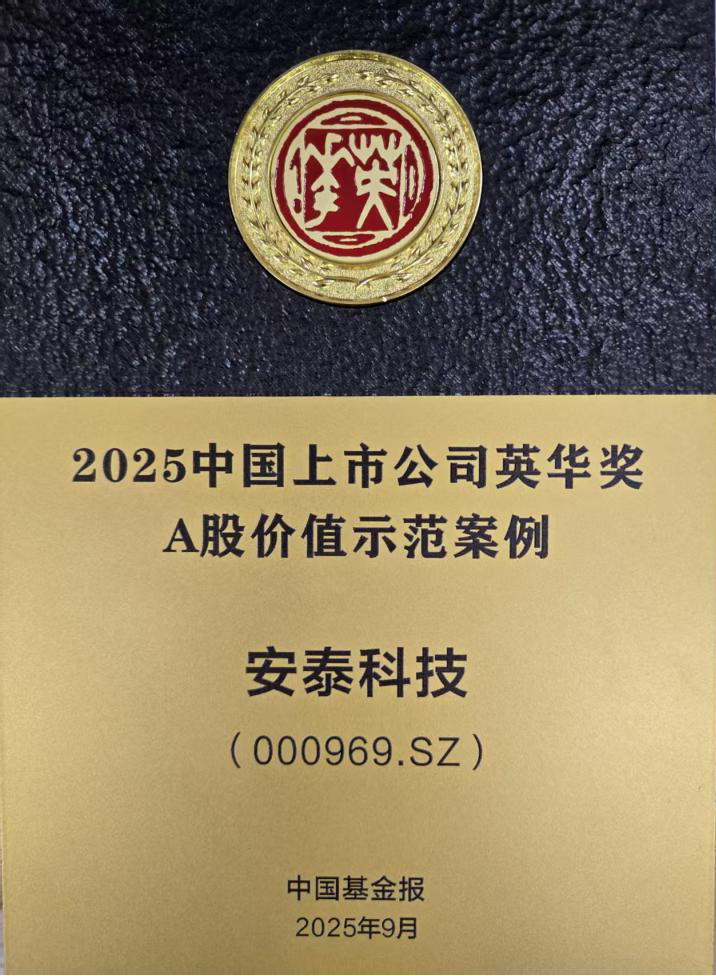 英华
2025中国上市公司英华奖
A股价值示范案例
安泰科技
（000969.SZ）
中国基金报
2025年9月